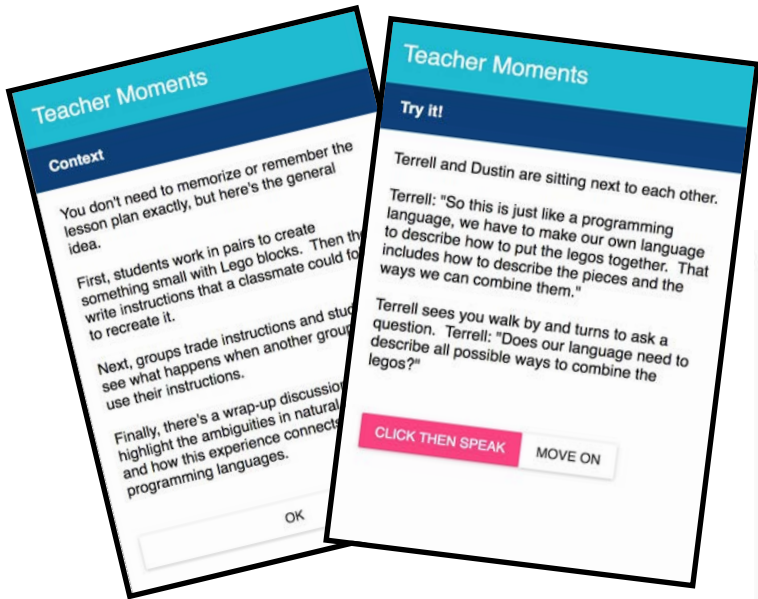 Teacher Moments
Context
You don't need to memorize or remember the
lesson plan exactly, but here's the general
idea.
First, students work in pairs to create
something small with Lego blocks. Then
write instructions that a classmate could
to recreate it.
Next, groups trade instructions and
see what happens when another
use their instructions.
Finally, there's a wrap-up
highlight the ambiguities in natural
and how this experience connects
programming languages.
OK
Teacher Moments
Try it!
Terrell and Dustin are sitting next to each other.
Terrell: "So this is just like a programming
language, we have to make our own language
to describe how to put the legos together. That
includes how to describe the pieces and the
ways we can combine them."
Terrell sees you walk by and turns to ask a
question. Terrell: "Does our language need to
describe all possible ways to combine the
legos?"
CLICK THEN SPEAK
MOVE ON